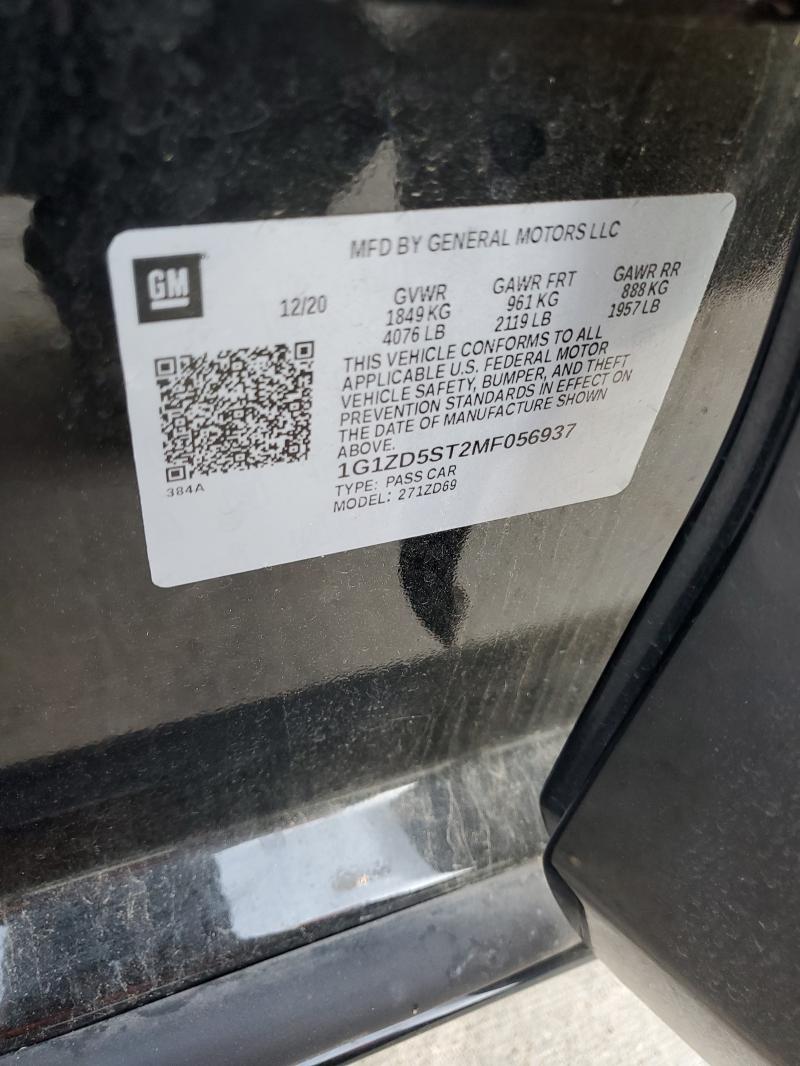 MFD BY GENERAL MOTORS LLC
GM
12/20
GVWR
1849 KG
4076 LB
GAWR FRT
961 KG
2119 LB
GAWR RR
888 KG
1957 LB
THIS VEHICLE CONFORMS TO ALL
APPLICABLE U.S. FEDERAL MOTOR
VEHICLE SAFETY, BUMPER, AND THEFT
PREVENTION STANDARDS IN EFFECT ON
THE DATE OF MANUFACTURE SHOWN
ABOVE.
1G1ZD5ST2MF056937
TYPE: PASS CAR
MODEL: 271ZD69
384A